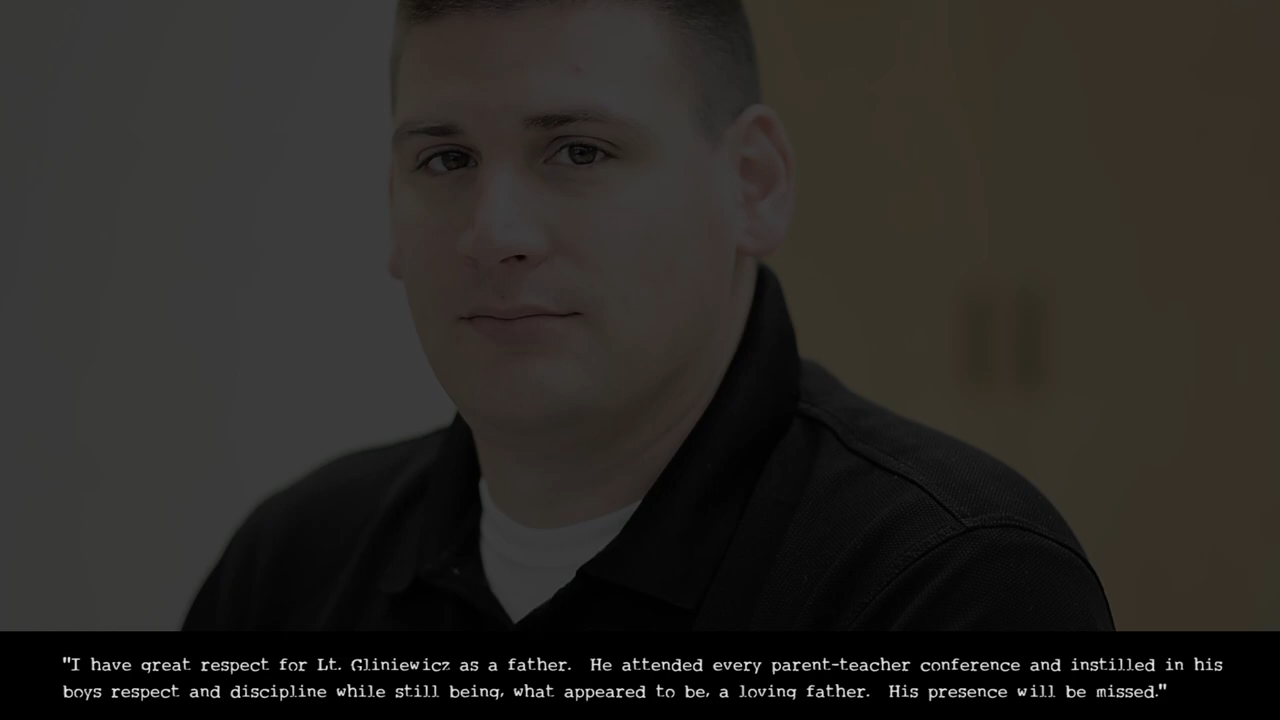 "I have great respect for Lt. Gliniewicz as a father.  He attended every parent-teacher conference and instilled in his
boys respect and discipline while still being, what appeared to be, a loving father.  His presence will be missed."